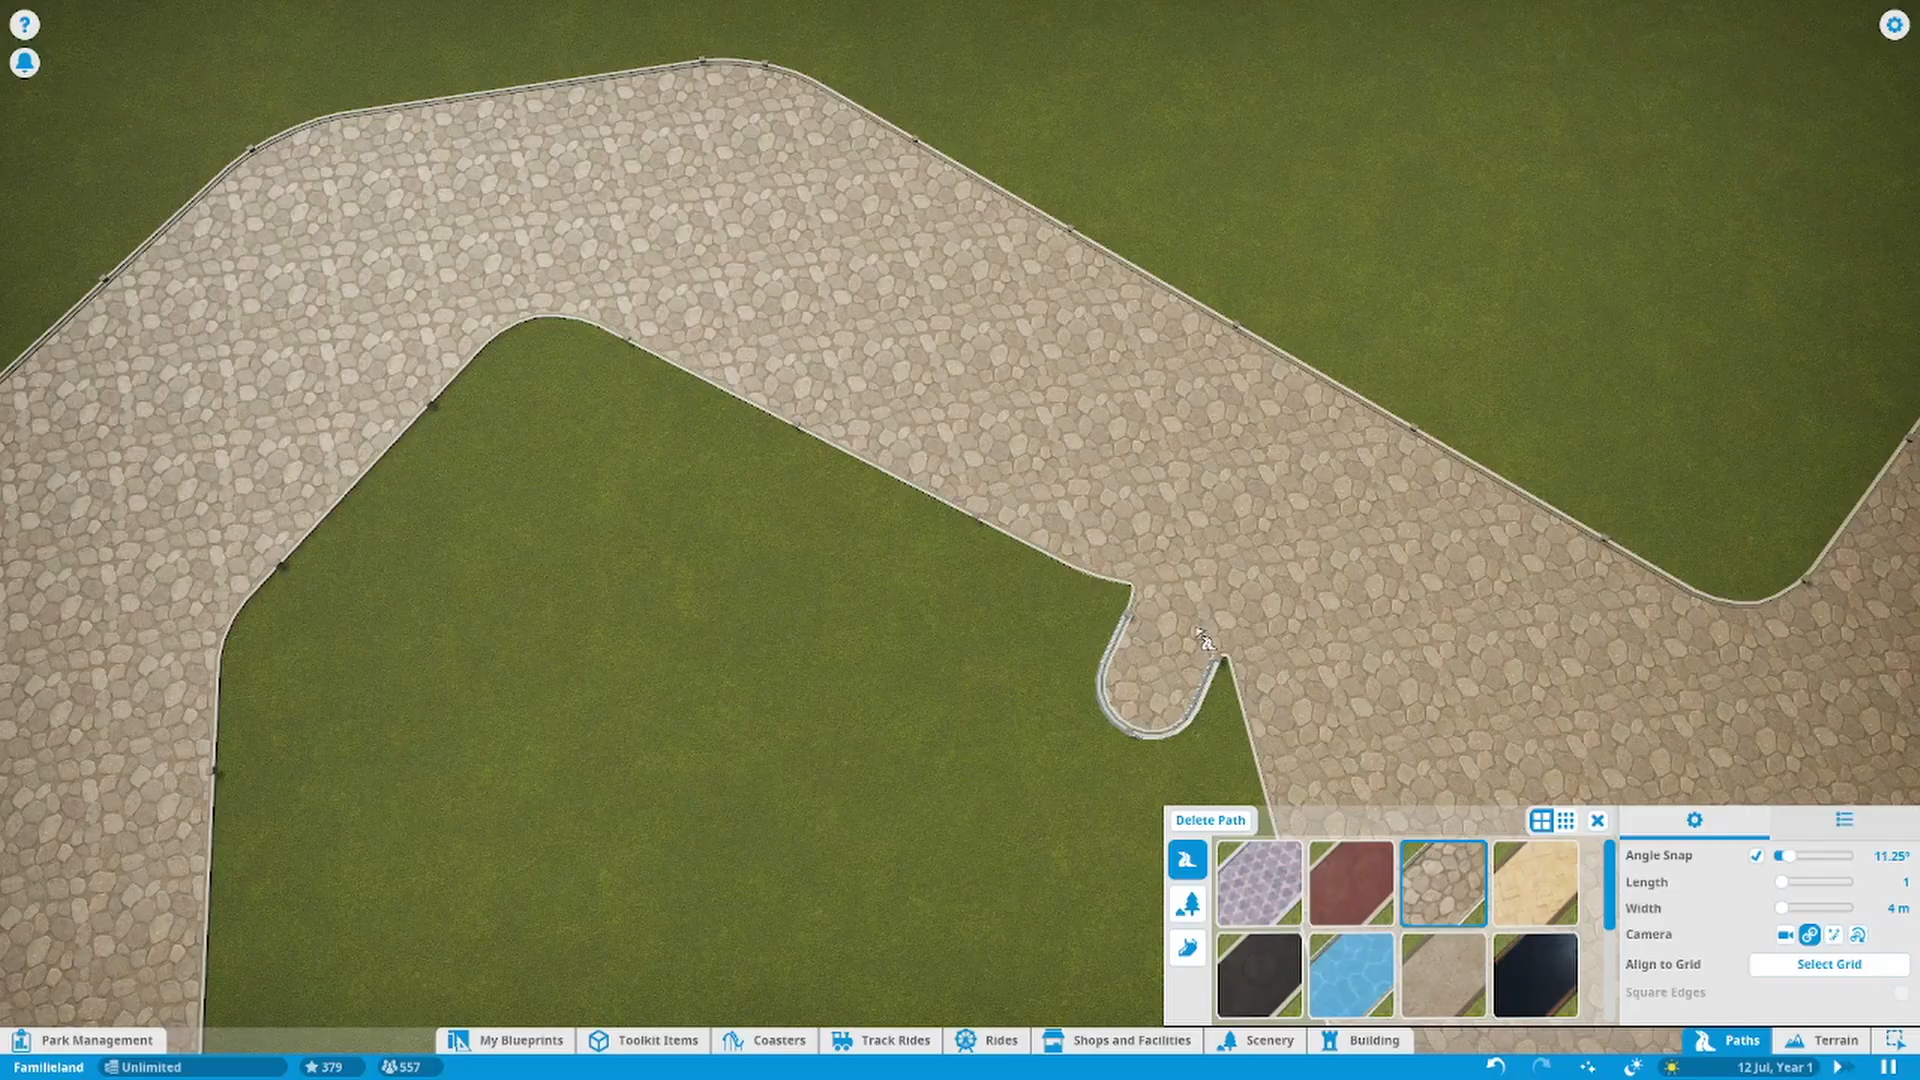 ?
Delete Path
Angle Snap
11.25°
Length
1
Width
4 m
Camera
Align to Grid
Select Grid
Square Edges
Park Management
My Blueprints
Toolkit Items
Coasters
Track Rides
Rides
Shops and Facilities
Scenery
Building
Paths
Terrain
Familieland
Unlimited
379
557
12 Jul, Year 1